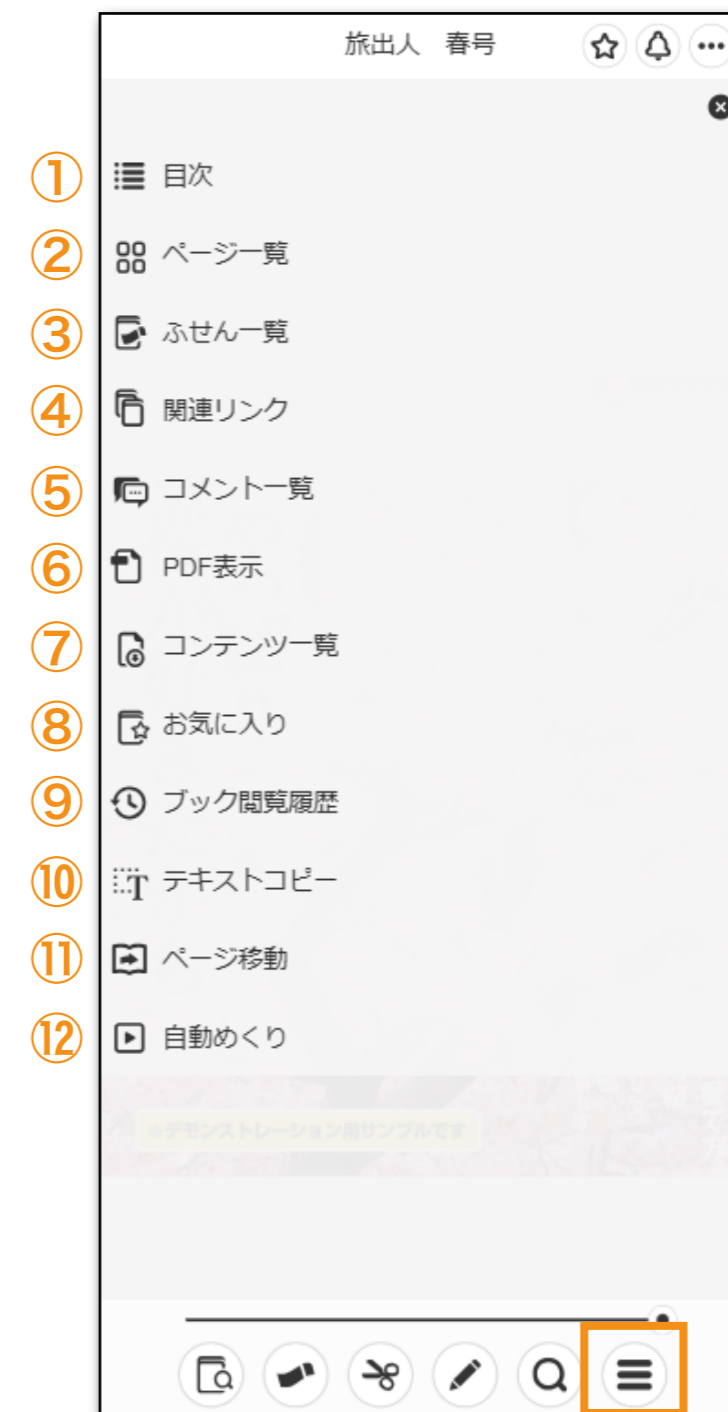 旅出人　春号
① 目次
② ページ一覧
③ ふせん一覧
④ 関連リンク
⑤ コメント一覧
⑥ PDF表示
⑦ コンテンツ一覧
⑧ お気に入り
⑨ ブック閲覧履歴
⑩ テキストコピー
⑪ ページ移動
⑫ 自動めくり
※デモンストレーション用サンプルです